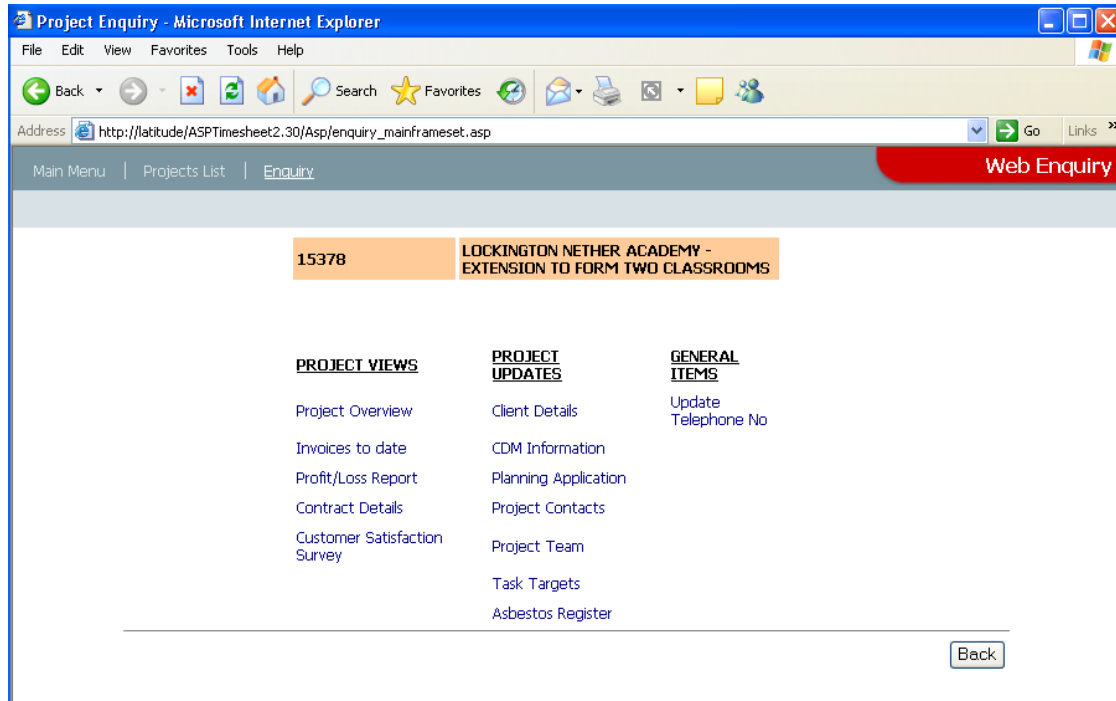 Project Enquiry - Microsoft Internet Explorer
File Edit View Favorites Tools Help
Back Search Favorites
Address http://latitude/ASPTimesheet2.30/Asp/enquiry_mainframeset.asp Go Links »
Main Menu | Projects List | Enquiry
Web Enquiry
15378
LOCKINGTON NETHER ACADEMY -
EXTENSION TO FORM TWO CLASSROOMS
PROJECT VIEWS
Project Overview
Invoices to date
Profit/Loss Report
Contract Details
Customer Satisfaction
Survey
PROJECT
UPDATES
Client Details
CDM Information
Planning Application
Project Contacts
Project Team
Task Targets
Asbestos Register
GENERAL
ITEMS
Update
Telephone No
Back